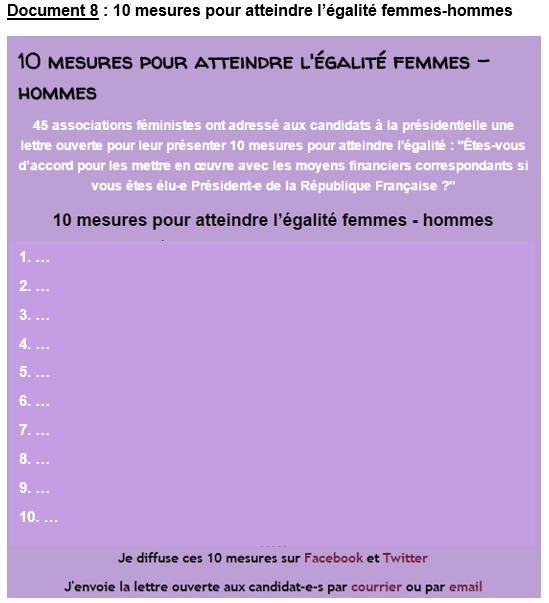 Document 8 : 10 mesures pour atteindre l’égalité femmes-hommes
10 MESURES POUR ATTEINDRE L'ÉGALITÉ FEMMES –
HOMMES
45 associations féministes ont adressé aux candidats à la présidentielle une
lettre ouverte pour leur présenter 10 mesures pour atteindre l'égalité : "Êtes-vous
d'accord pour les mettre en œuvre avec les moyens financiers correspondants si
vous êtes élu-e Président-e de la République Française ?"
10 mesures pour atteindre l’égalité femmes - hommes
1. …
2. …
3. …
4. …
5. …
6. …
7. …
8. …
9. …
10. …
Je diffuse ces 10 mesures sur Facebook et Twitter
J'envoie la lettre ouverte aux candidat-e-s par courrier ou par email